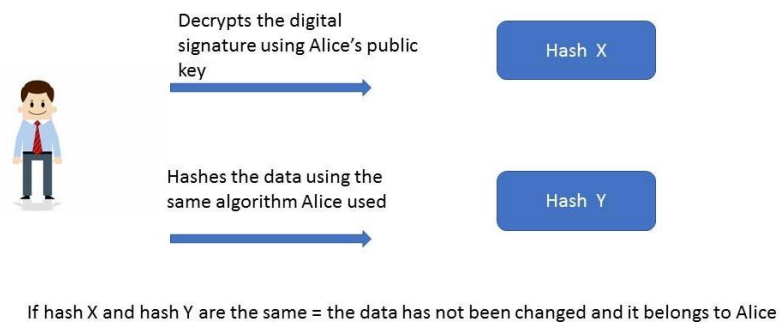 Decrypts the digital
signature using Alice's public
key
Hash X
Hashes the data using the
same algorithm Alice used
Hash Y
If hash X and hash Y are the same = the data has not been changed and it belongs to Alice